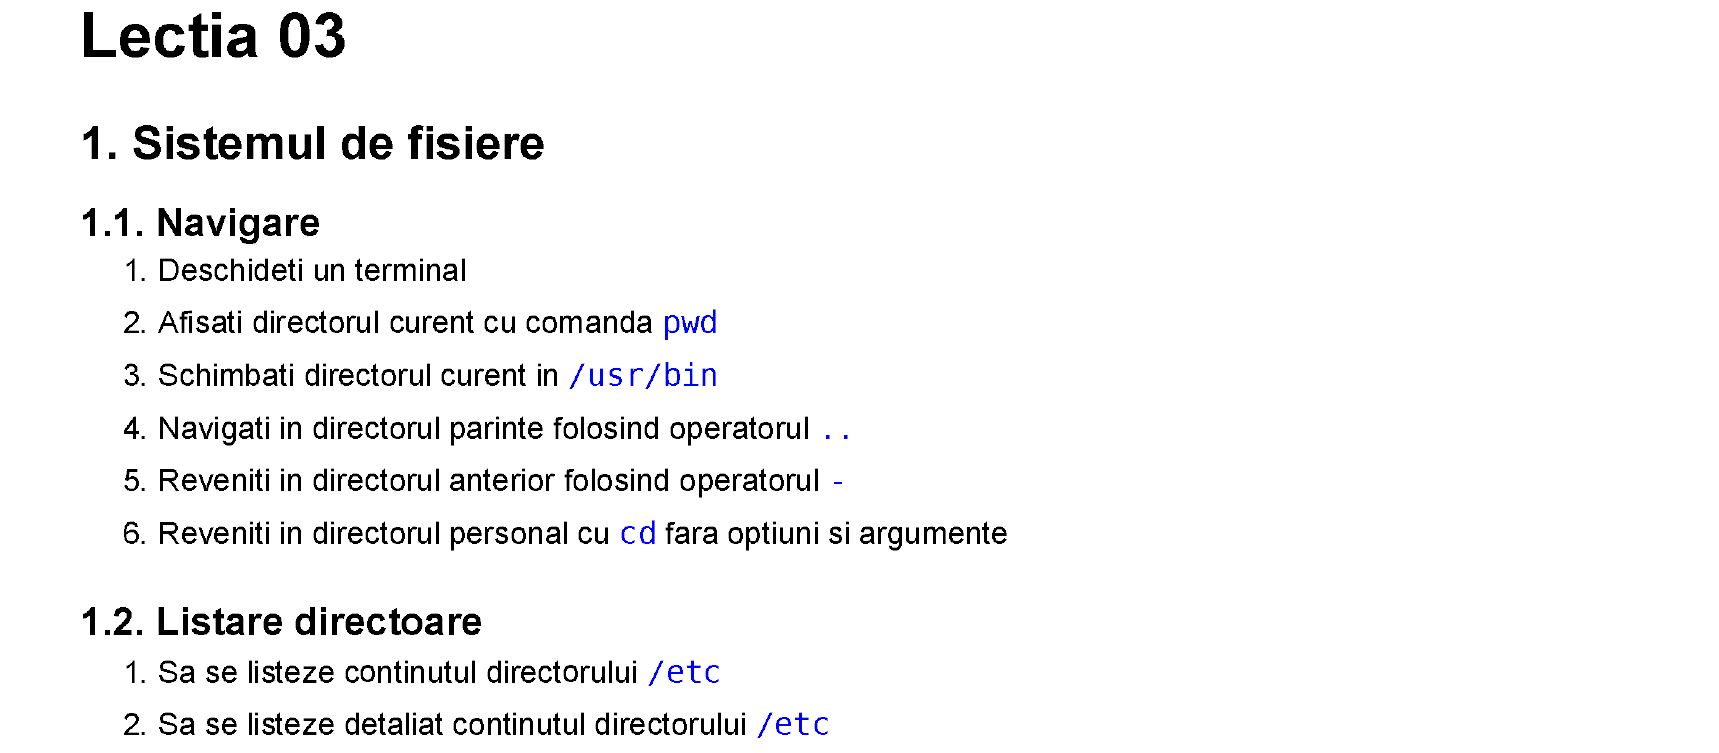 Lectia 03
1. Sistemul de fisiere
1.1. Navigare
1. Deschideti un terminal
2. Afisati directorul curent cu comanda pwd
3. Schimbati directorul curent in /usr/bin
4. Navigati in directorul parinte folosind operatorul ..
5. Reveniti in directorul anterior folosind operatorul -
6. Reveniti in directorul personal cu cd fara optiuni si argumente
1.2. Listare directoare
1. Sa se listeze continutul directorului /etc
2. Sa se listeze detaliat continutul directorului /etc